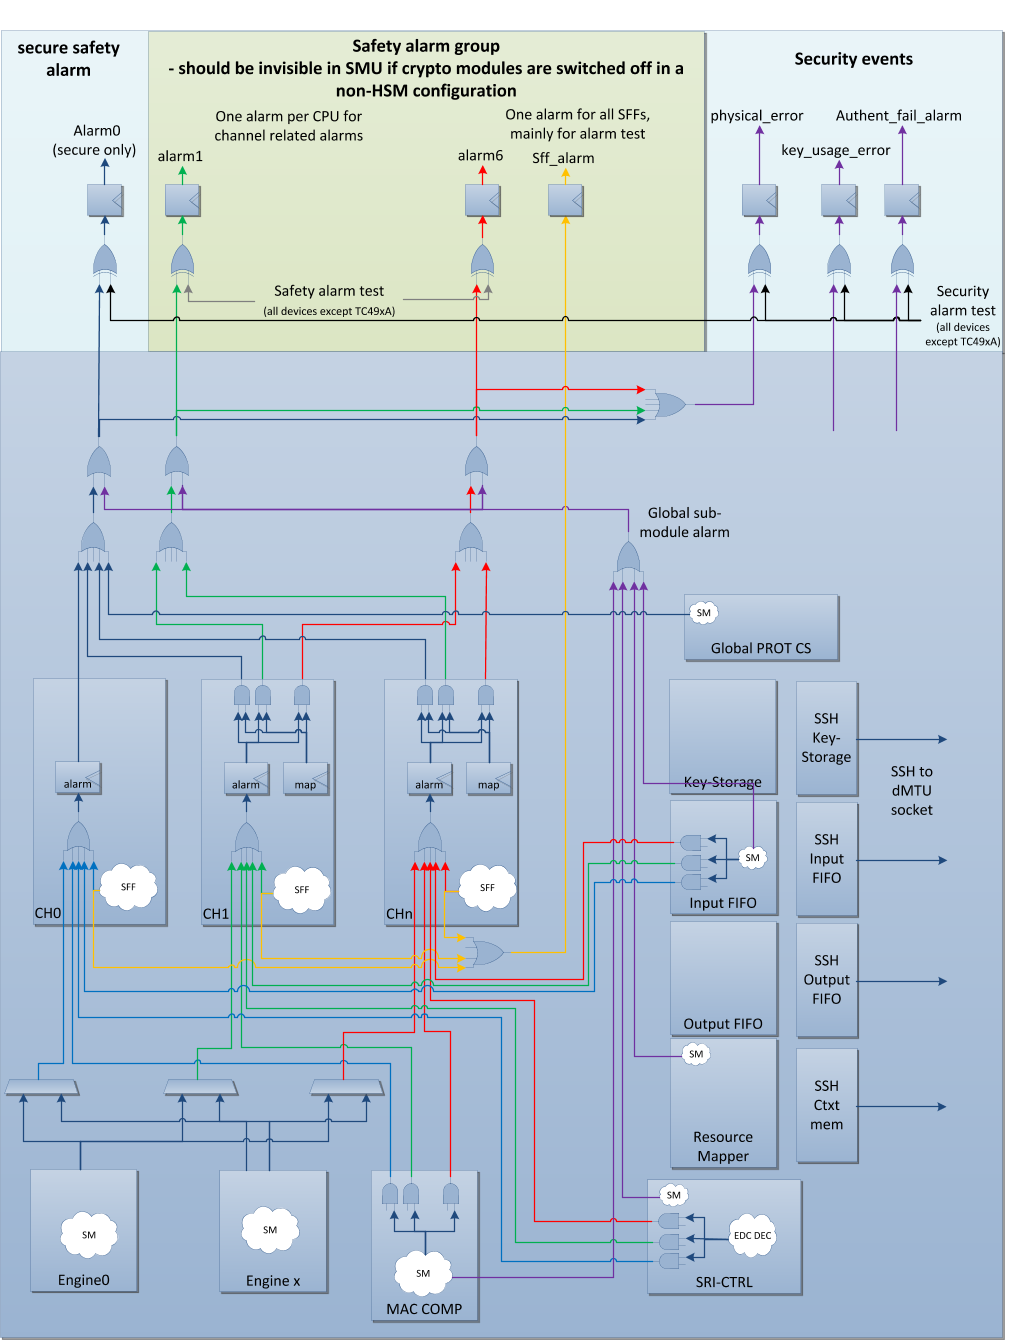 secure safety
alarm
Safety alarm group
- should be invisible in SMU if crypto modules are switched off in a
non-HSM configuration
Security events
One alarm per CPU for
channel related alarms
One alarm for all SFFs,
mainly for alarm test
Alarm0
(secure only)
alarm1
alarm6
Sff_alarm
physical_error
Authent_fail_alarm
key_usage_error
Safety alarm test
(all devices except TC49xA)
Security
alarm test
(all devices
except TC49xA)
Global sub-
module alarm
SM
Global PROT CS
alarm
alarm
map
alarm
map
Key-Storage
SSH
Key-
Storage
SSH to
dMTU
socket
SFF
CH0
SFF
CH1
SFF
CHn
SM
Input FIFO
SSH
Input
FIFO
Output FIFO
SSH
Output
FIFO
SM
Resource
Mapper
SSH
Ctxt
mem
SM
Engine0
SM
Engine x
SM
MAC COMP
SM
EDC DEC
SRI-CTRL